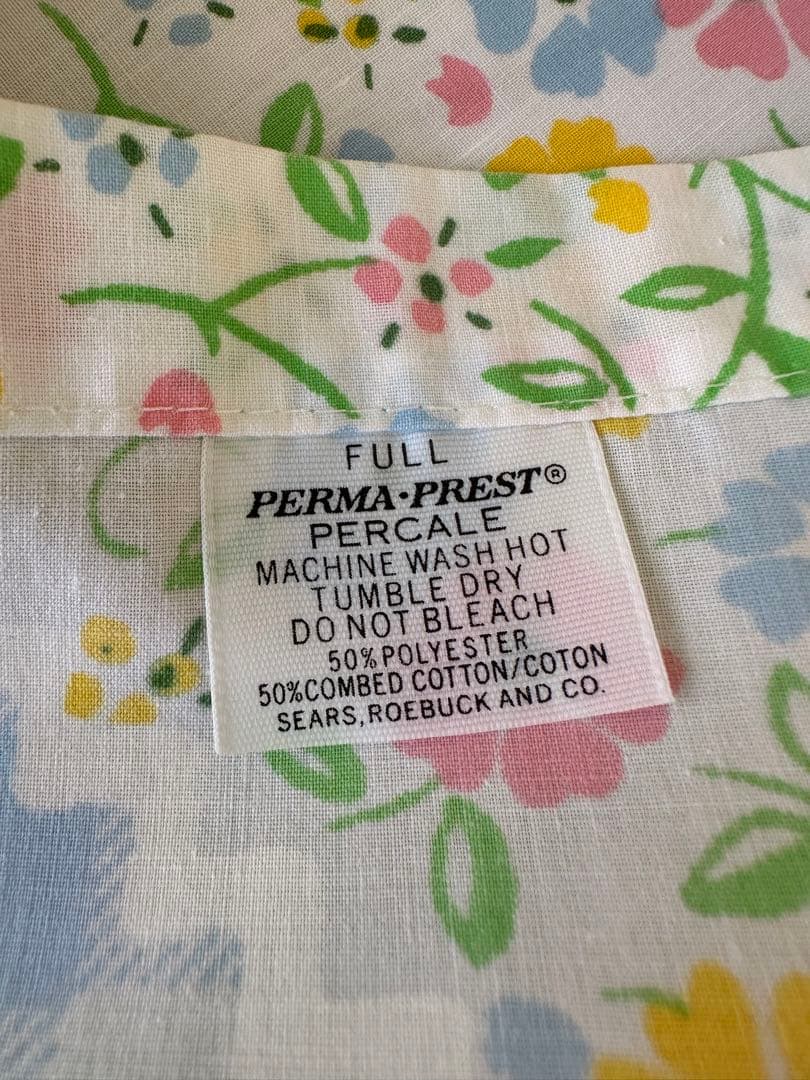 FULL
PERMA·PREST®
PERCALE
MACHINE WASH HOT
TUMBLE DRY
DO NOT BLEACH
50% POLYESTER
50% COMBED COTTON/COTON
SEARS, ROEBUCK AND CO.